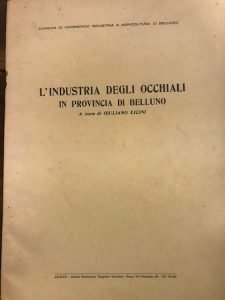 CAMERA DI COMMERCIO INDUSTRIA E AGRICOLTURA DI BELLUNO
L'INDUSTRIA DEGLI OCCHIALI
IN PROVINCIA DI BELLUNO
a cura di GIULIANO LICINI